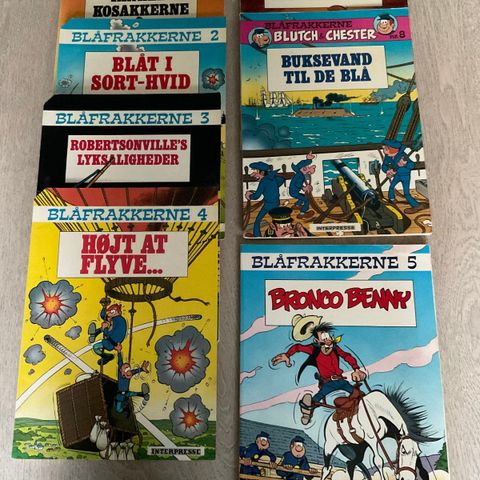 KOSAKKERNE
BLÅFRAKKERNE 2
BLÅT I
SORT-HVID
BLÅFRAKKERNE 3
ROBERTSONVILLE'S
LYKSALIGHEDER
BLÅFRAKKERNE 4
HØJT AT
FLYVE...
INTERPRESSE
BLÅFRAKKERNE
BLUTCH CHESTER
NR.8
BUKSEVAND
TIL DE BLÅ
INTERPRESSE
BLÅFRAKKERNE 5
BRONCO BENNY